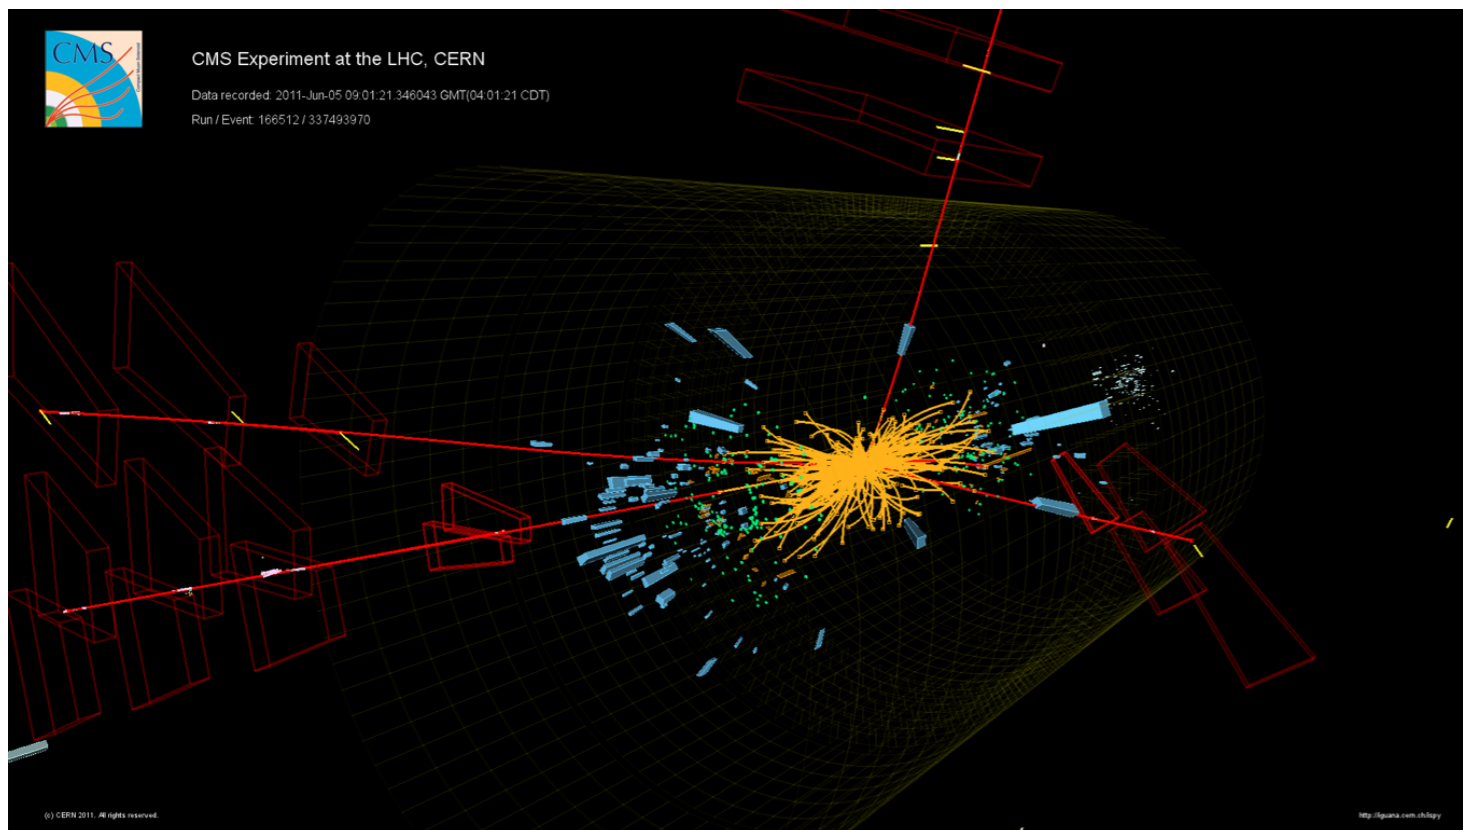 CMS
CMS Experiment at the LHC, CERN
Data recorded: 2011-Jun-05 09:01:21.346043 GMT(04:01:21 CDT)
Run / Event: 166512 / 337493970
(c) CERN 2011. All rights reserved.
http://iguana.cern.ch/ispy